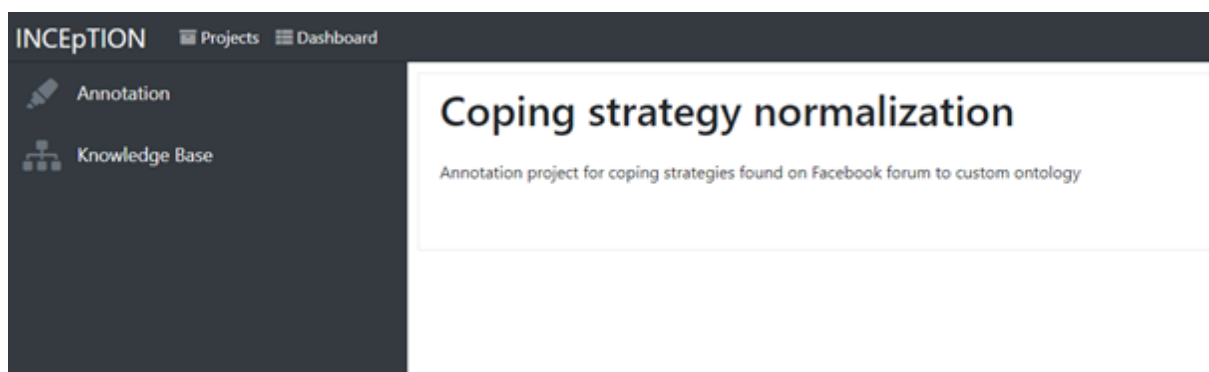 INCEpTION Projects Dashboard
Annotation
Knowledge Base
Coping strategy normalization
Annotation project for coping strategies found on Facebook forum to custom ontology